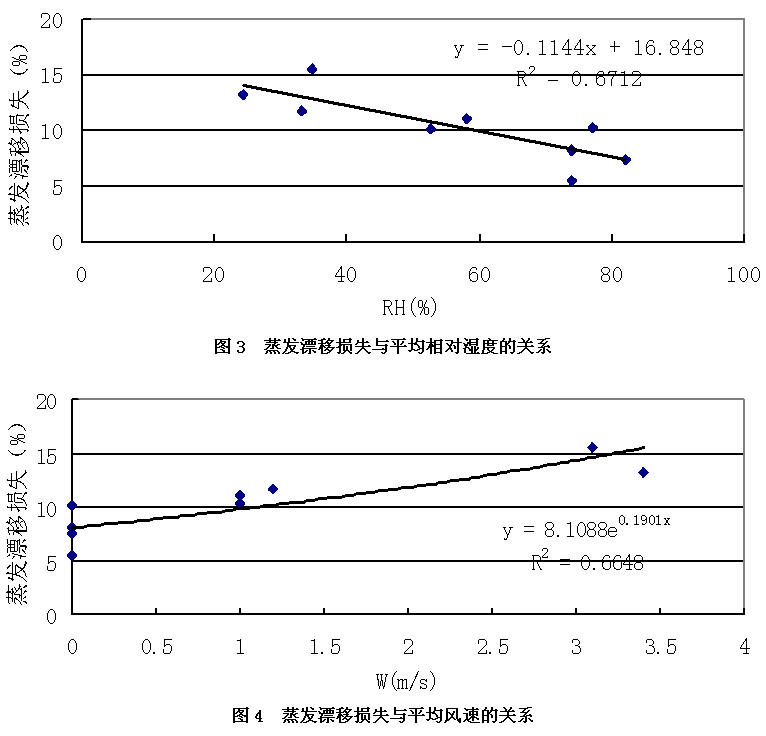 20
y = -0.1144x + 16.848
R² = 0.6712
15
10
5
0
蒸发漂移损失 (%)
0 20 40 60 80 100
RH(%)
图 3 蒸发漂移损失与平均相对湿度的关系
20
15
10
y = 8.1088e^0.1901x
R² = 0.6648
5
0
蒸发漂移损失 (%)
0 0.5 1 1.5 2 2.5 3 3.5 4
W(m/s)
图 4 蒸发漂移损失与平均风速的关系